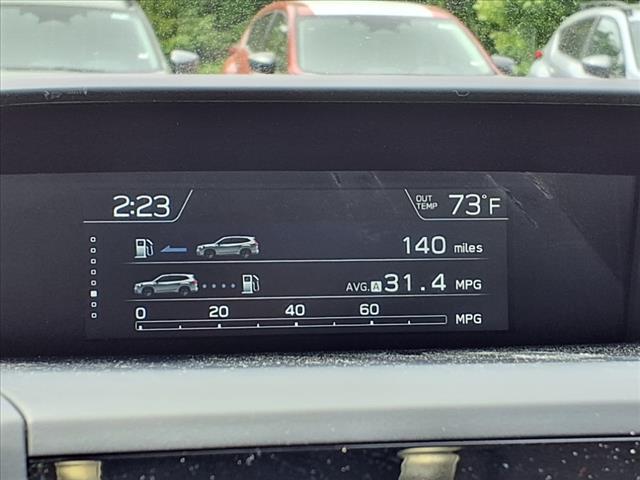 2:23
OUT TEMP 73°F
140 miles
AVG. A 31.4 MPG
0 20 40 60 MPG